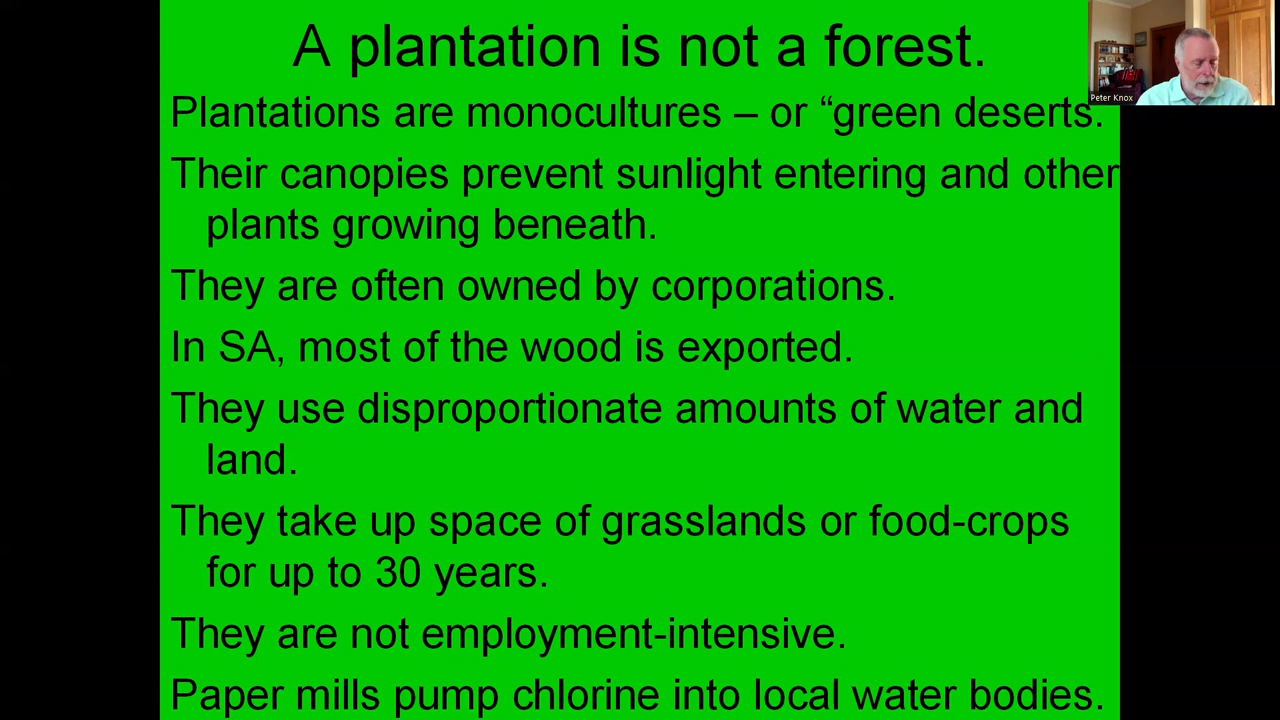 A plantation is not a forest.
Peter Knox
Plantations are monocultures – or “green deserts.
Their canopies prevent sunlight entering and other
plants growing beneath.
They are often owned by corporations.
In SA, most of the wood is exported.
They use disproportionate amounts of water and
land.
They take up space of grasslands or food-crops
for up to 30 years.
They are not employment-intensive.
Paper mills pump chlorine into local water bodies.